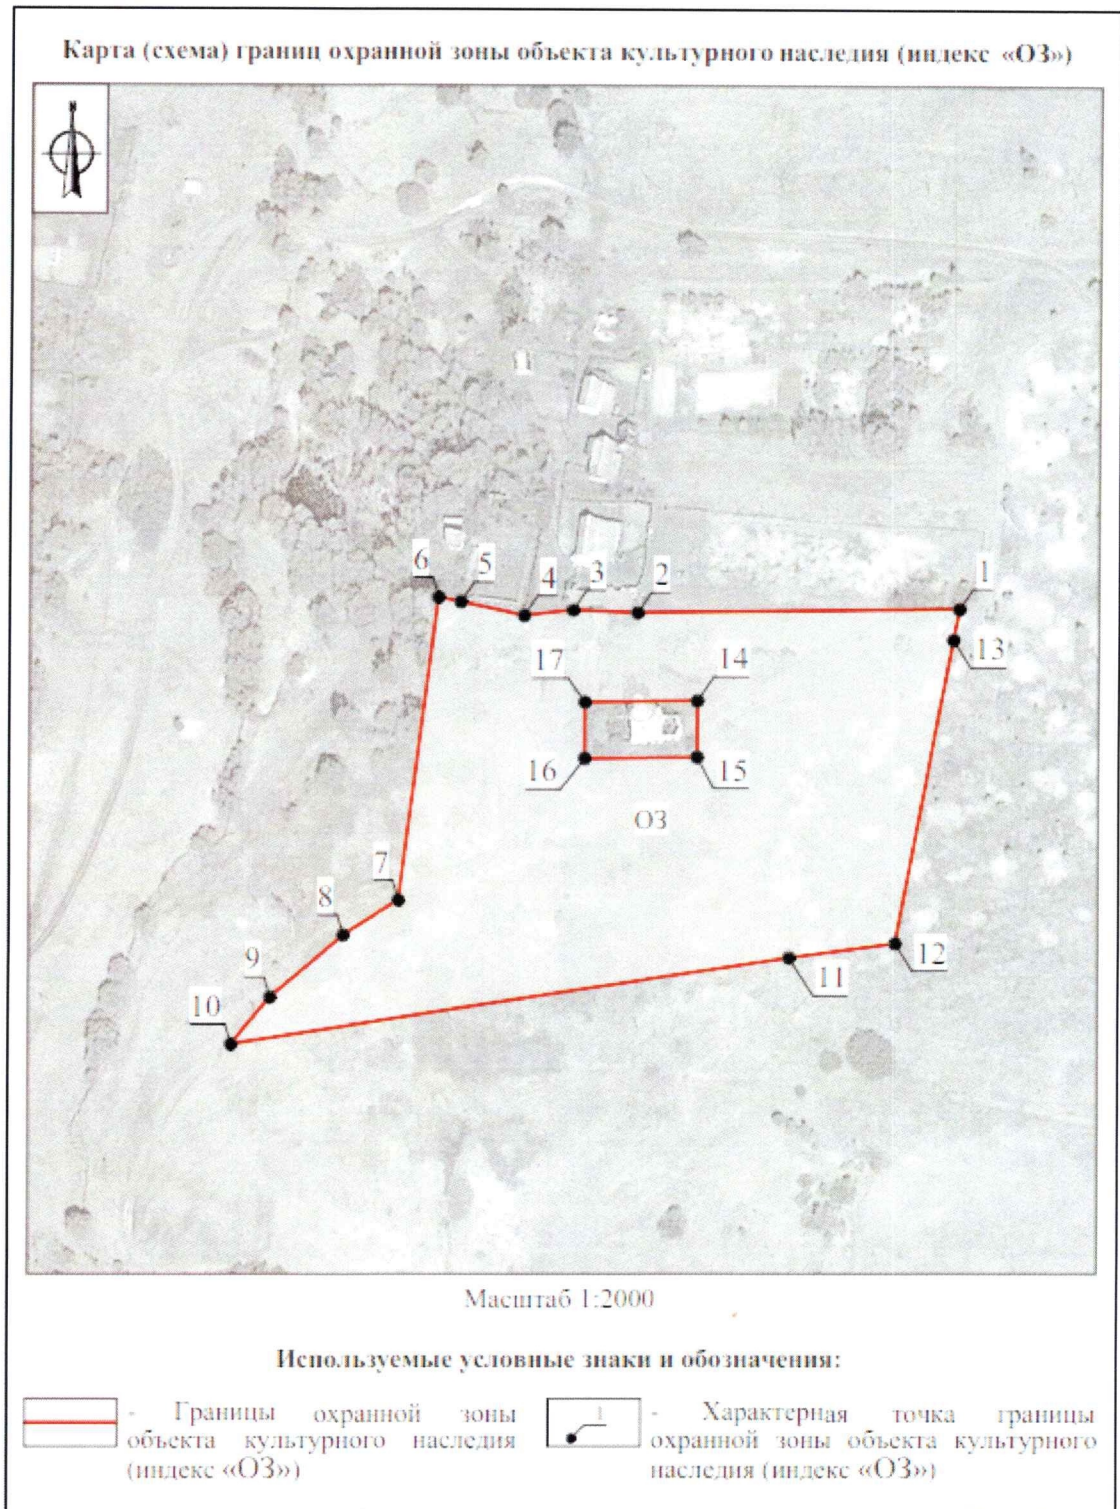 Карта (схема) границ охранной зоны объекта культурного наследия (индекс «ОЗ»)
6
5
4
3
2
1
13
17
14
16
15
ОЗ
7
8
9
10
11
12
Масштаб 1:2000
Используемые условные знаки и обозначения:
- Границы охранной зоны
объекта культурного наследия
(индекс «ОЗ»)
1
- Характерная точка границы
охранной зоны объекта культурного
наследия (индекс «ОЗ»)